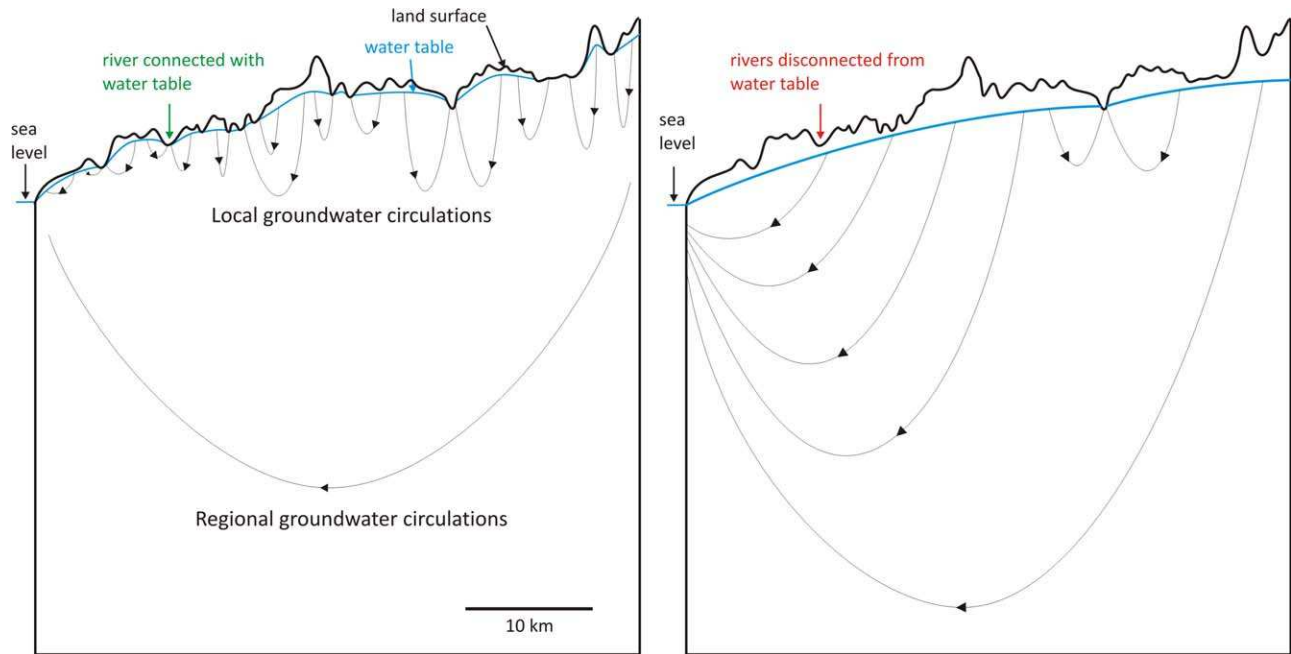 land surface
water table
river connected with
water table
sea
level
Local groundwater circulations
Regional groundwater circulations
10 km
rivers disconnected from
water table
sea
level